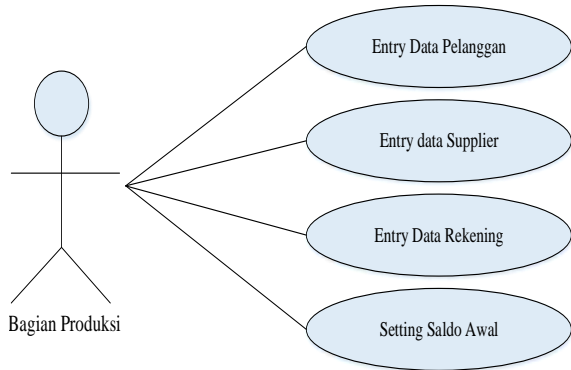 Entry Data Pelanggan
Entry data Supplier
Entry Data Rekening
Setting Saldo Awal
Bagian Produksi